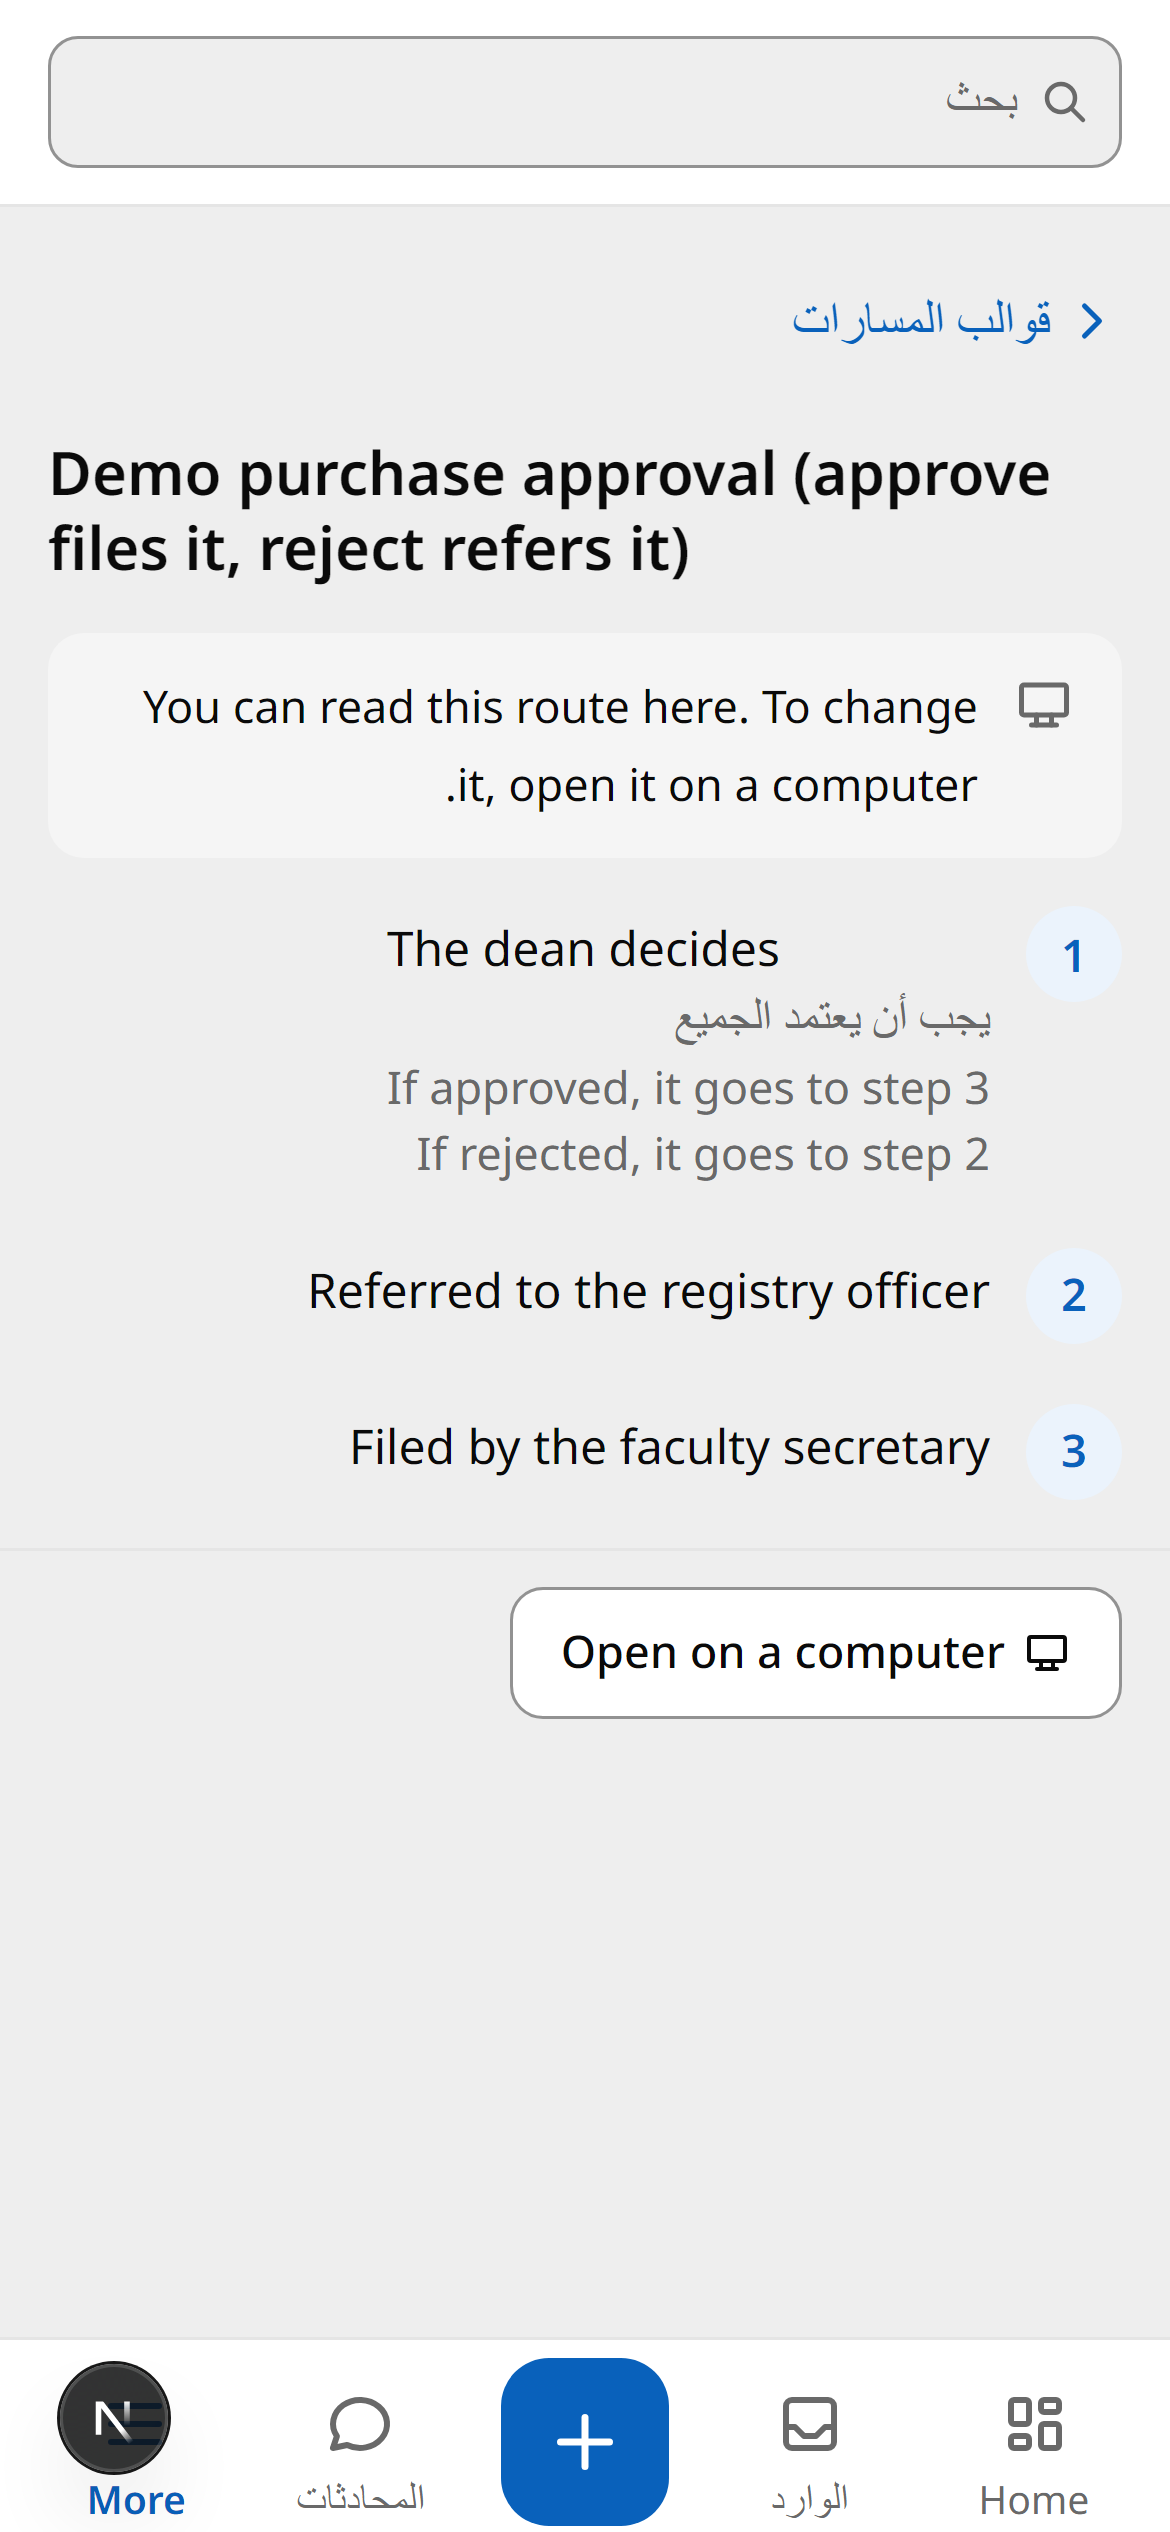 بحث
قوالب المسارات
Demo purchase approval (approve
files it, reject refers it)
You can read this route here. To change
it, open it on a computer.
1
The dean decides
يجب أن يعتمد الجميع
If approved, it goes to step 3
If rejected, it goes to step 2
2
Referred to the registry officer
3
Filed by the faculty secretary
Open on a computer
Home
الوارد
المحادثات
More
N